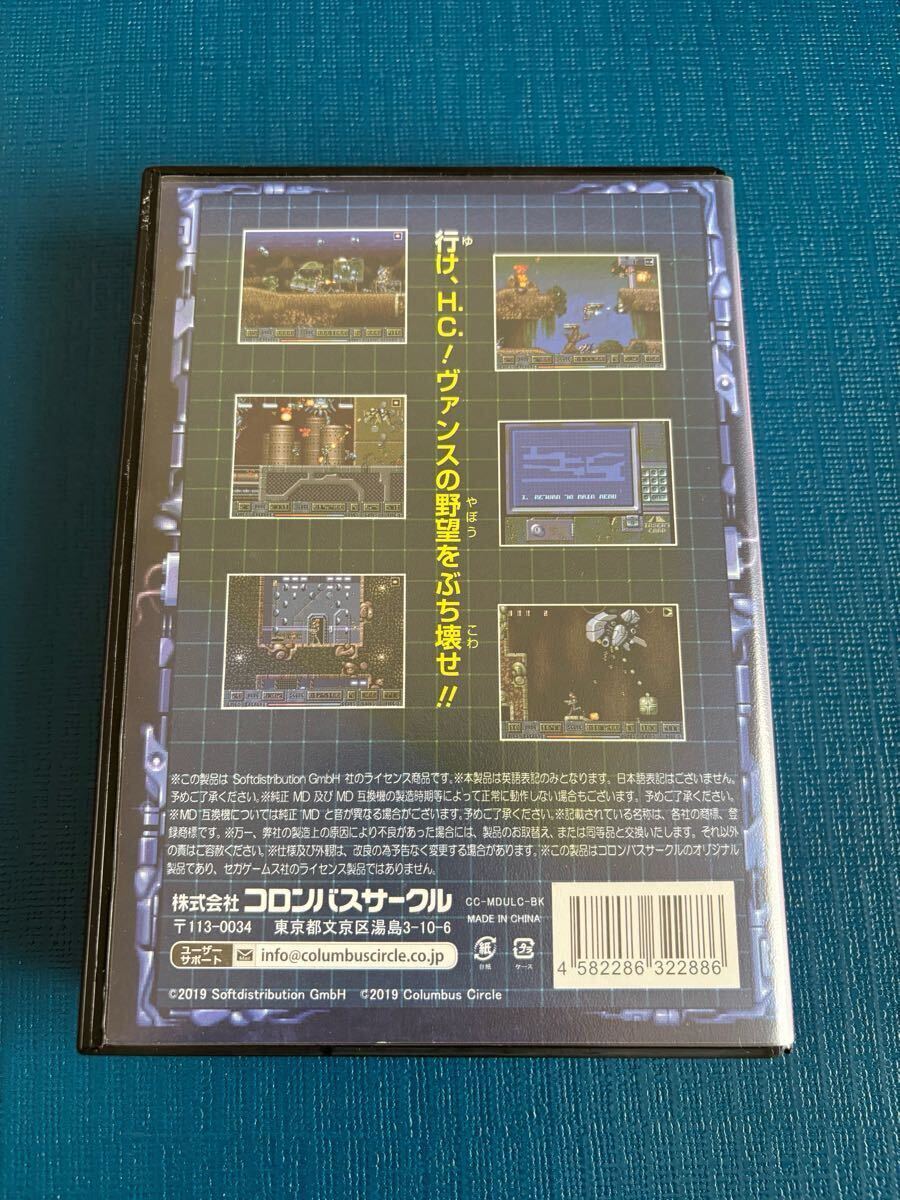 行け、H.C.!ヴァンスの野望をぶち壊せ!!
ゆ
やぼう
こわ
1. RETURN TO MAIN MENU
INSERT
CARD
※この製品は Softdistribution GmbH 社のライセンス商品です。※本製品は英語表記のみとなります。日本語表記はございません。
予めご了承ください。※純正 MD 及び MD 互換機の製造時期等によって正常に動作しない場合もございます。予めご了承ください。
※MD 互換機については純正 MD と音が異なる場合がございます。予めご了承ください。※記載されている名称は、各社の商標、登
録商標です。※万一、弊社の製造上の原因により不良があった場合には、製品のお取替え、または同等品と交換いたします。それ以外
の責はご容赦ください。※仕様及び外観は、改良の為予告なく変更する場合があります。※この製品はコロンバスサークルのオリジナル
製品であり、セガゲームス社のライセンス製品ではありません。
株式会社 コロンバスサークル
〒113-0034 東京都文京区湯島3-10-6
ユーザー
サポート
info@columbuscircle.co.jp
©2019 Softdistribution GmbH ©2019 Columbus Circle
CC-MDULC-BK
MADE IN CHINA
紙
台紙
プラ
ケース
4 582286 322886